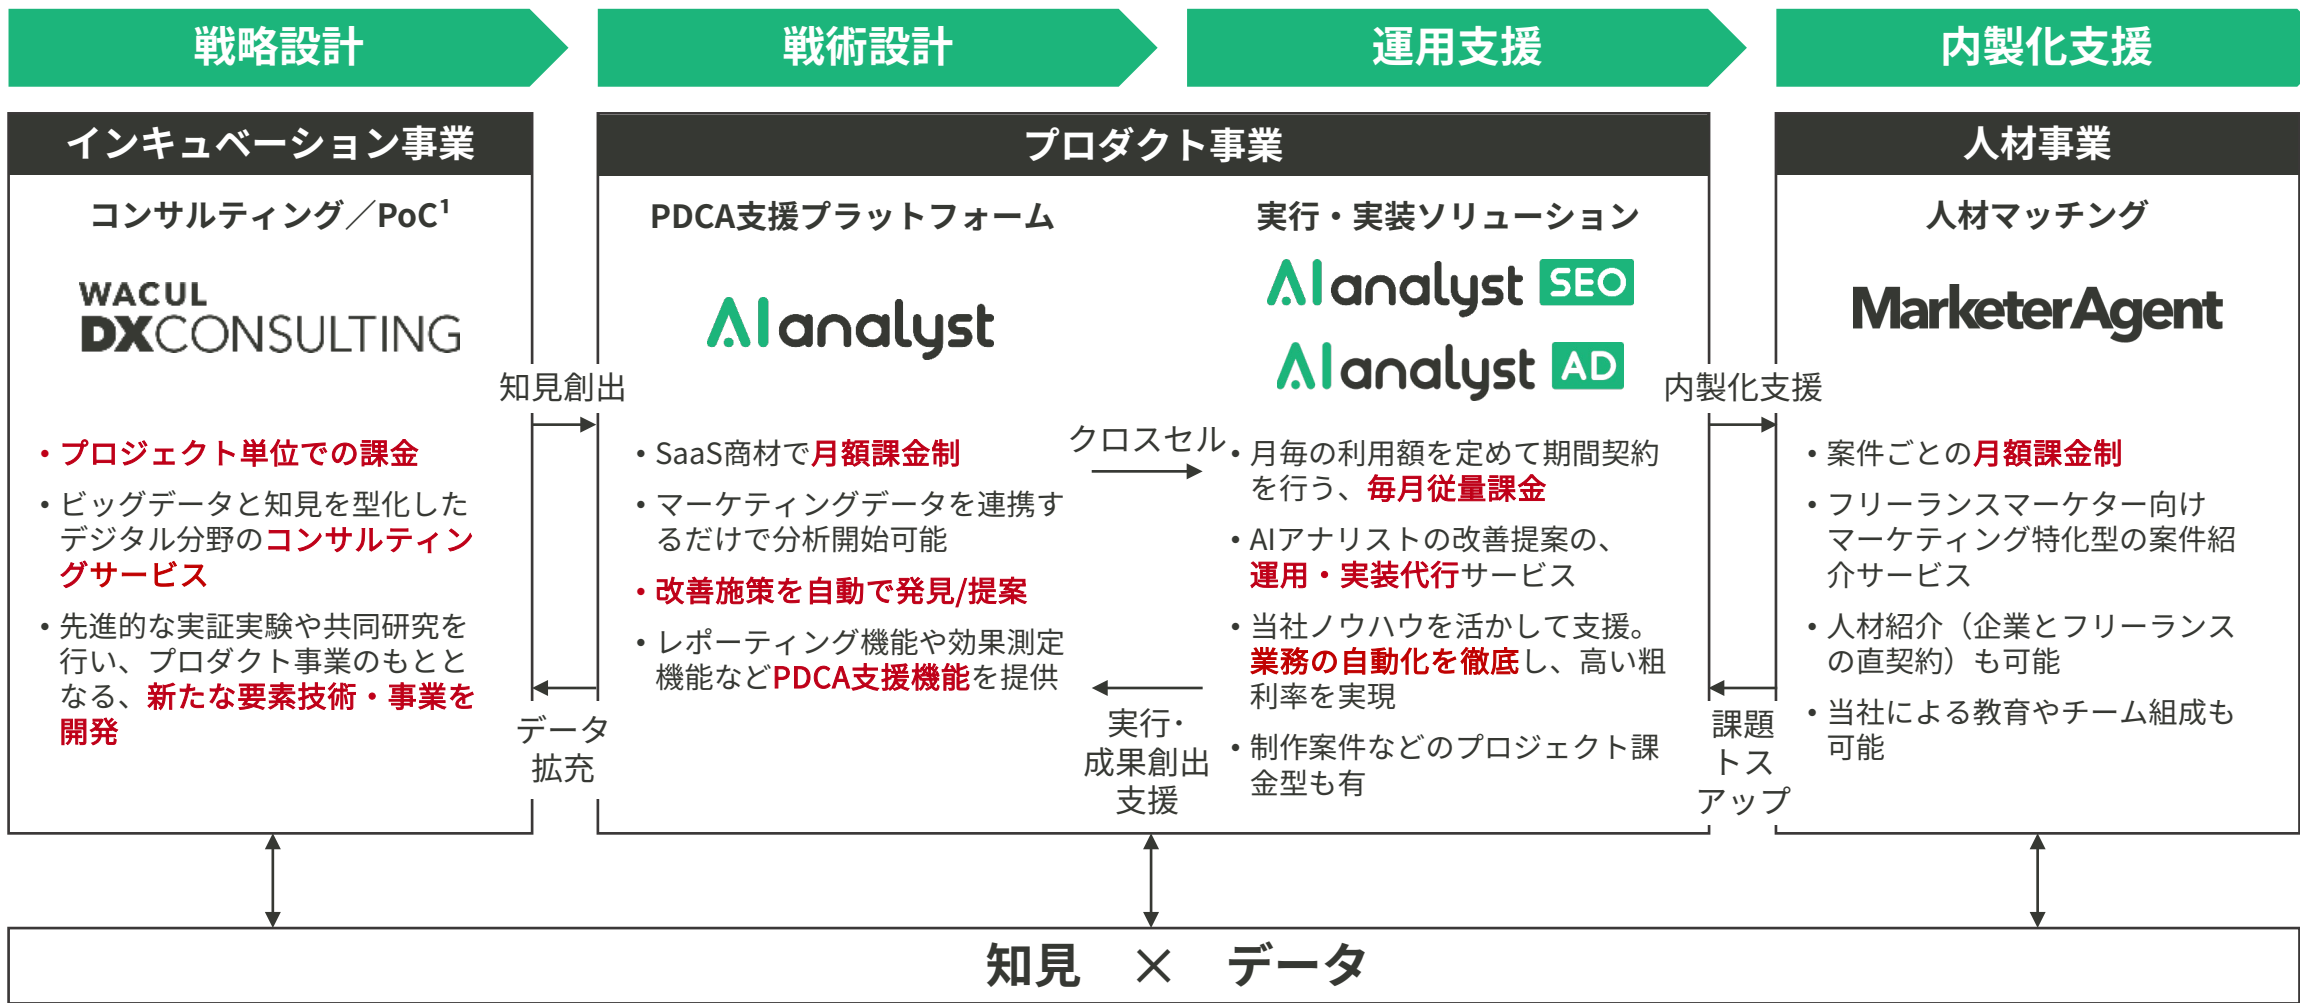 戦略設計
戦術設計
運用支援
内製化支援
インキュベーション事業
コンサルティング／PoC¹
WACUL
DXCONSULTING
・プロジェクト単位での課金
・ビッグデータと知見を型化した
デジタル分野のコンサルティン
グサービス
・先進的な実証実験や共同研究を
行い、プロダクト事業のもとと
なる、新たな要素技術・事業を
開発
知見創出
データ
拡充
プロダクト事業
PDCA支援プラットフォーム
AI analyst
・SaaS商材で月額課金制
・マーケティングデータを連携す
るだけで分析開始可能
・改善施策を自動で発見/提案
・レポーティング機能や効果測定
機能などPDCA支援機能を提供
クロスセル
実行・
成果創出
支援
実行・実装ソリューション
AI analyst SEO
AI analyst AD
・月毎の利用額を定めて期間契約
を行う、毎月従量課金
・AIアナリストの改善提案の、
運用・実装代行サービス
・当社ノウハウを活かして支援。
業務の自動化を徹底し、高い粗
利率を実現
・制作案件などのプロジェクト課
金型も有
内製化支援
課題
トス
アップ
人材事業
人材マッチング
MarketerAgent
・案件ごとの月額課金制
・フリーランスマーケター向け
マーケティング特化型の案件紹
介サービス
・人材紹介（企業とフリーランス
の直契約）も可能
・当社による教育やチーム組成も
可能
知見　×　データ